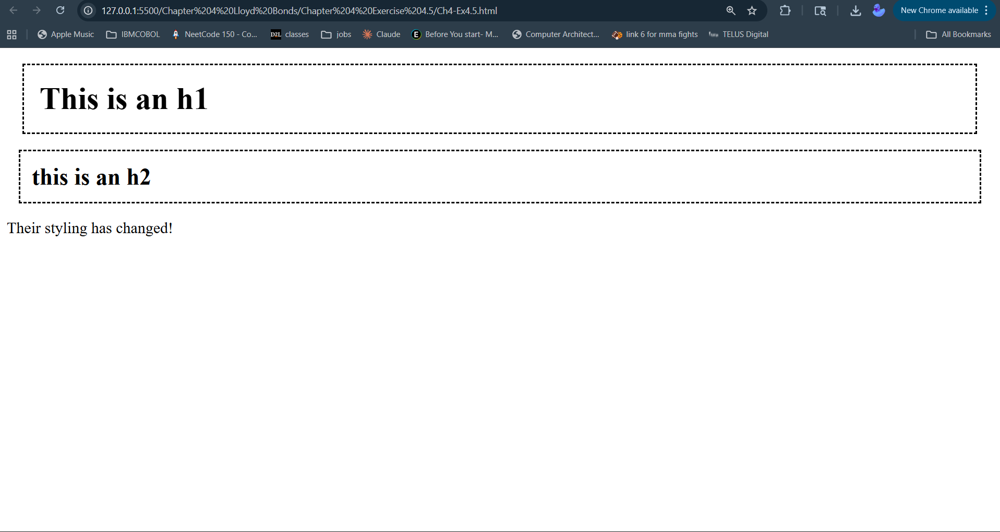 127.0.0.1:5500/Chapter%204%20Lloyd%20Bonds/Chapter%204%20Exercise%204.5/Ch4-Ex4.5.html
New Chrome available
Apple Music
IBMCOBOL
NeetCode 150 - Co...
D2L classes
jobs
Claude
E Before You start- M...
Computer Architect...
link 6 for mma fights
TELUS Digital
All Bookmarks
This is an h1
this is an h2
Their styling has changed!